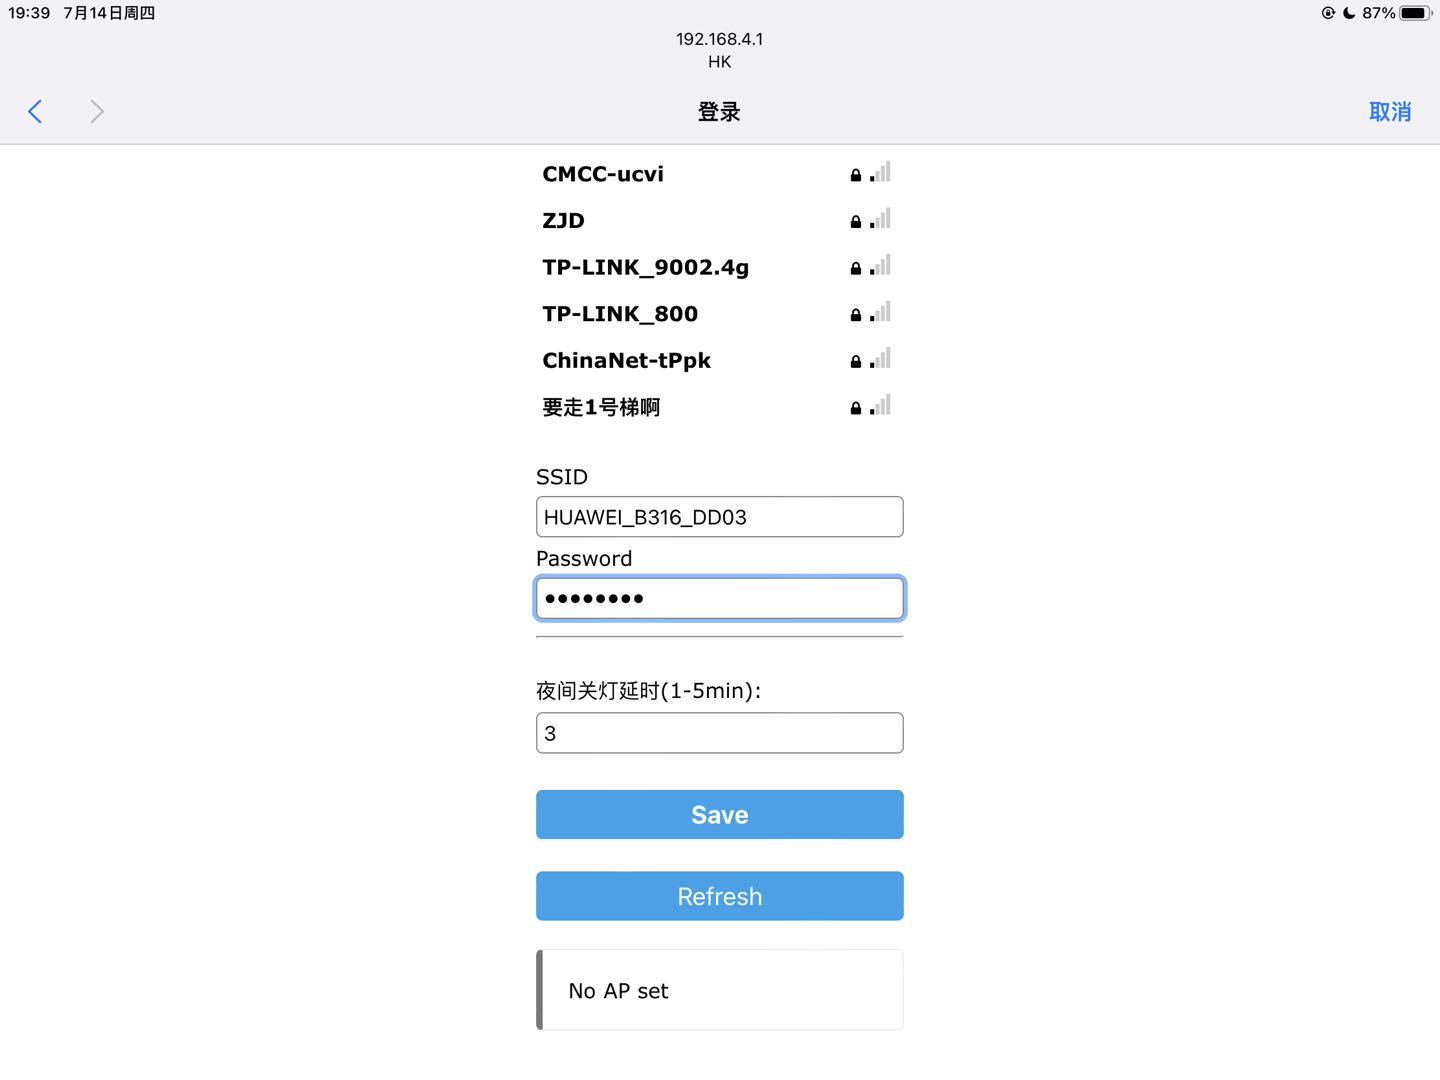 19:39 7月14日周四
87%
192.168.4.1
HK
登录
取消
CMCC-ucvi
ZJD
TP-LINK_9002.4g
TP-LINK_800
ChinaNet-tPpk
要走1号梯啊
SSID
HUAWEI_B316_DD03
Password
••••••••
夜间关灯延时(1-5min):
3
Save
Refresh
No AP set